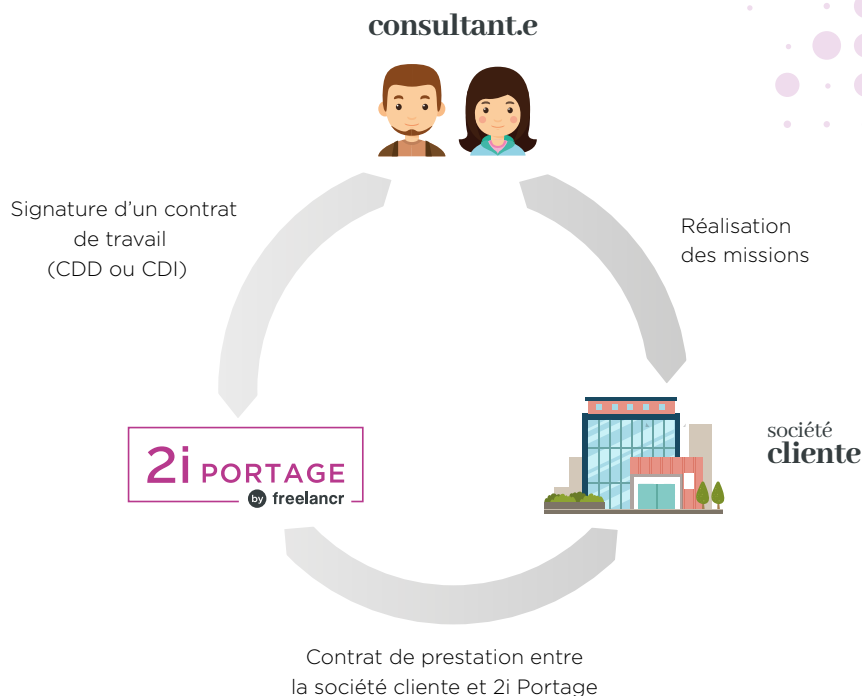 consultant.e
Signature d'un contrat
de travail
(CDD ou CDI)
Réalisation
des missions
2i PORTAGE
by freelancr
société
cliente
Contrat de prestation entre
la société cliente et 2i Portage